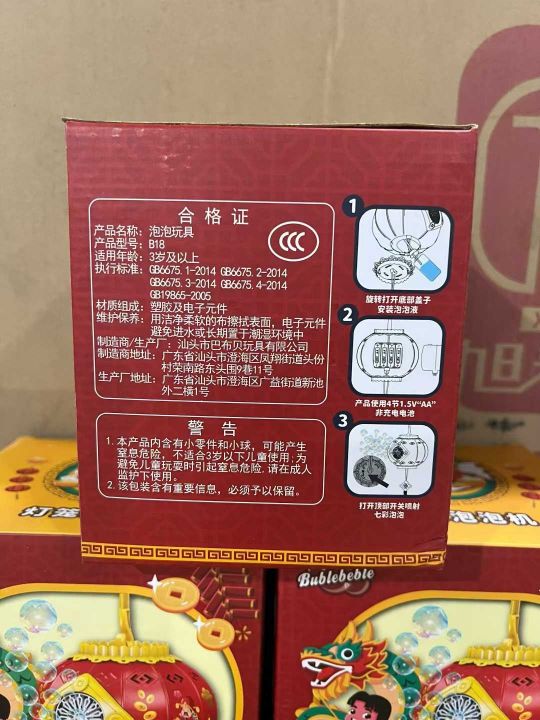 合格证
产品名称：泡泡玩具
产品型号：B18
适用年龄：3岁及以上
执行标准：GB6675.1-2014 GB6675.2-2014
GB6675.3-2014 GB6675.4-2014
GB19865-2005
材质组成：塑胶及电子元件
维护保养：用洁净柔软的布擦拭表面，电子元件
避免进水或长期置于潮湿环境中
制造商/生产厂：汕头市巴布贝玩具有限公司
制造商地址：广东省汕头市澄海区凤翔街道头份
村荣南路东头围9巷11号
生产厂地址：广东省汕头市澄海区广益街道新池
外二横1号
CCC
警告
1.本产品内含有小零件和小球，可能产生
窒息危险，不适合3岁以下儿童使用，为
避免儿童玩耍时引起窒息危险，请在成人
监护下使用。
2.该包装含有重要信息，必须予以保留。
1
旋转打开底部盖子
安装泡泡液
2
产品使用4节1.5V“AA”
非充电电池
3
打开顶部开关喷射
七彩泡泡
灯笼
泡泡机
Bublebeble